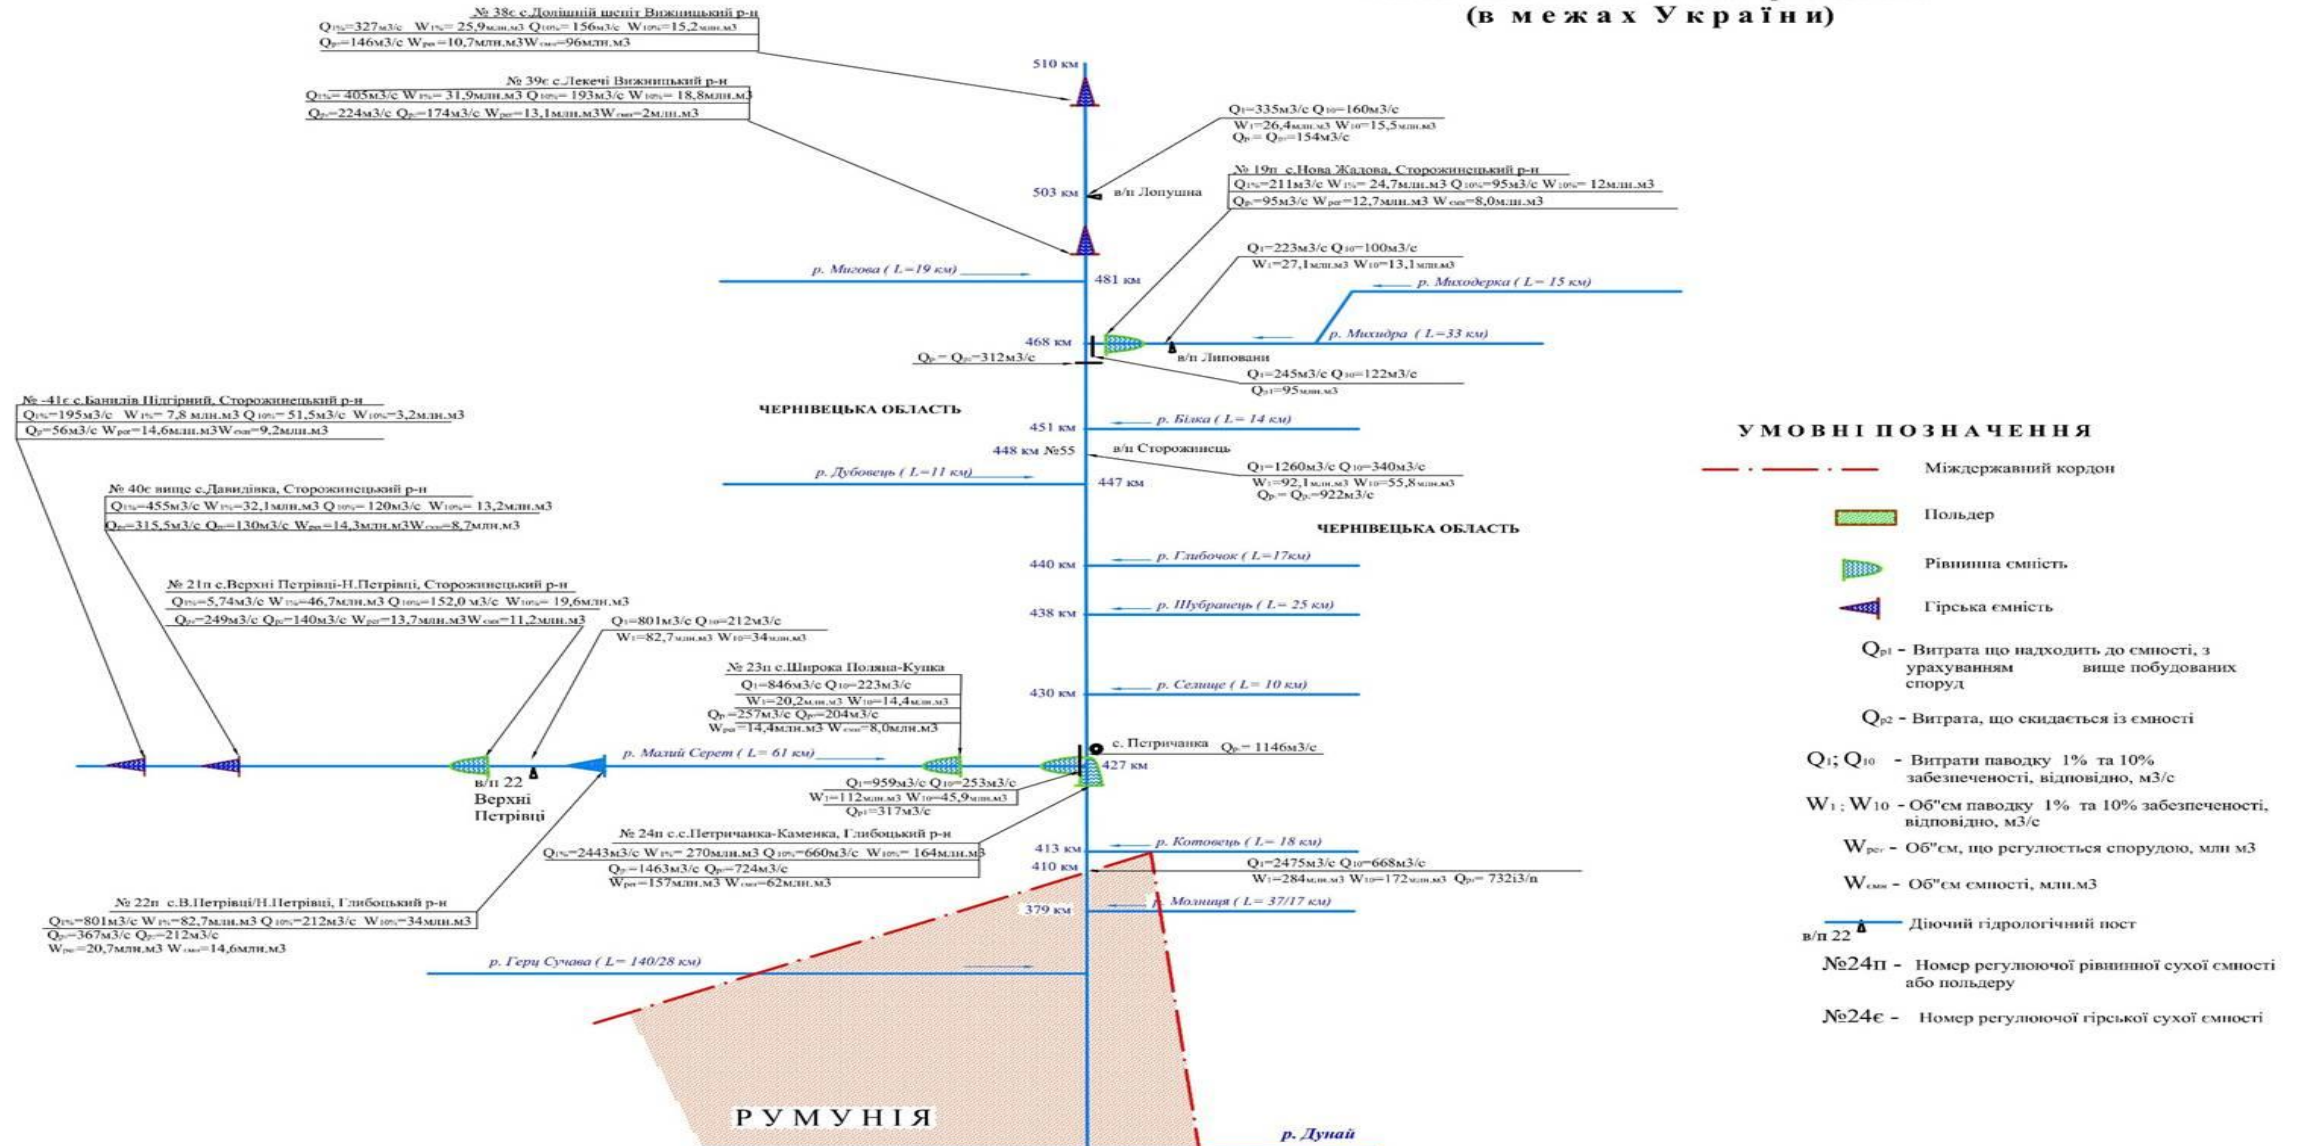 (в межах України)
№ 38є с.Долішній шепіт Вижницький р-н
Q1%=327м3/с W1%= 25,9млн.м3 Q10%= 156м3/с W10%= 15,2млн.м3
Qр=146м3/с Wрег=10,7млн.м3Wємн=96млн.м3
№ 39є с.Лекечі Вижницький р-н
Q1%= 405м3/с W1%= 31,9млн.м3 Q10%= 193м3/с W10%= 18,8млн.м3
Qр=224м3/с Qр=174м3/с Wрег=13,1млн.м3Wємн=2млн.м3
510 км
Q1=335м3/с Q10=160м3/с
W1=26,4млн.м3 W10=15,5млн.м3
Qр = Qр=154м3/с
503 км
в/п Лопушна
№ 19п с.Нова Жадова, Сторожинецький р-н
Q1%=211м3/с W1%= 24,7млн.м3 Q10%=95м3/с W10%= 12млн.м3
Qр=95м3/с Wрег=12,7млн.м3 Wємн=8,0млн.м3
Q1=223м3/с Q10=100м3/с
W1=27,1млн.м3 W10=13,1млн.м3
р. Мигова ( L=19 км)
481 км
р. Миходерка ( L= 15 км)
468 км
р. Михидра ( L=33 км)
Qр = Qр=312м3/с
в/п Липовани
Q1=245м3/с Q10=122м3/с
Qр1=95млн.м3
№ -41є с.Банилів Підгірний, Сторожинецький р-н
Q1%=195м3/с W1%= 7,8 млн.м3 Q10%= 51,5м3/с W10%=3,2млн.м3
Qр=56м3/с Wрег=14,6млн.м3Wємн=9,2млн.м3
ЧЕРНІВЕЦЬКА ОБЛАСТЬ
451 км
р. Білка ( L= 14 км)
448 км №55
в/п Сторожинець
р. Дубовець ( L=11 км)
447 км
Q1=1260м3/с Q10=340м3/с
W1=92,1млн.м3 W10=55,8млн.м3
Qр = Qр=922м3/с
ЧЕРНІВЕЦЬКА ОБЛАСТЬ
№ 40є вище с.Давидівка, Сторожинецький р-н
Q1%=455м3/с W1%=32,1млн.м3 Q10%= 120м3/с W10%= 13,2млн.м3
Qр=315,5м3/с Qр=130м3/с Wрег=14,3млн.м3Wємн=8,7млн.м3
440 км
р. Глибочок ( L=17км)
№ 21п с.Верхні Петрівці-Н.Петрівці, Сторожинецький р-н
Q1%=5,74м3/с W1%=46,7млн.м3 Q10%=152,0 м3/с W10%= 19,6млн.м3
Qр=249м3/с Qр=140м3/с Wрег=13,7млн.м3Wємн=11,2млн.м3
438 км
р. Шубранець ( L= 25 км)
Q1=801м3/с Q10=212м3/с
W1=82,7млн.м3 W10=34млн.м3
№ 23п с.Широка Поляна-Купка
Q1=846м3/с Q10=223м3/с
W1=20,2млн.м3 W10=14,4млн.м3
Qр=257м3/с Qр=204м3/с
Wрег=14,4млн.м3 Wємн=8,0млн.м3
430 км
р. Селище ( L= 10 км)
р. Малий Серет ( L= 61 км)
с. Петричанка Qр= 1146м3/с
427 км
в/п 22
Верхні
Петрівці
Q1=959м3/с Q10=253м3/с
W1=112млн.м3 W10=45,9млн.м3
Qр1=317м3/с
№ 24п с.с.Петричанка-Каменка, Глибоцький р-н
Q1%=2443м3/с W1%= 270млн.м3 Q10%=660м3/с W10%= 164млн.м3
Qр=1463м3/с Qр=724м3/с
Wрег=157млн.м3 Wємн=62млн.м3
413 км
р. Котовець ( L= 18 км)
410 км
Q1=2475м3/с Q10=668м3/с
W1=284млн.м3 W10=172млн.м3 Qр= 732і3/п
№ 22п с.В.Петрівці/Н.Петрівці, Глибоцький р-н
Q1%=801м3/с W1%=82,7млн.м3 Q10%=212м3/с W10%=34млн.м3
Qр=367м3/с Qр=212м3/с
Wрег=20,7млн.м3 Wємн=14,6млн.м3
379 км
р. Молниця ( L= 37/17 км)
р. Герц Сучава ( L= 140/28 км)
РУМУНІЯ
р. Дунай
УМОВНІ ПОЗНАЧЕННЯ
Міждержавний кордон
Польдер
Рівнинна ємність
Гірська ємність
Qр1 - Витрата що надходить до ємності, з
урахуванням вище побудованих
споруд
Qр2 - Витрата, що скидається із ємності
Q1; Q10 - Витрати паводку 1% та 10%
забезпеченості, відповідно, м3/с
W1 ; W10 - Об"єм паводку 1% та 10% забезпеченості,
відповідно, м3/с
Wрег - Об"єм, що регулюється спорудою, млн м3
Wємн - Об"єм ємності, млн.м3
в/п 22 Діючий гідрологічний пост
№24п - Номер регулюючої рівнинної сухої ємності
або польдеру
№24є - Номер регулюючої гірської сухої ємності